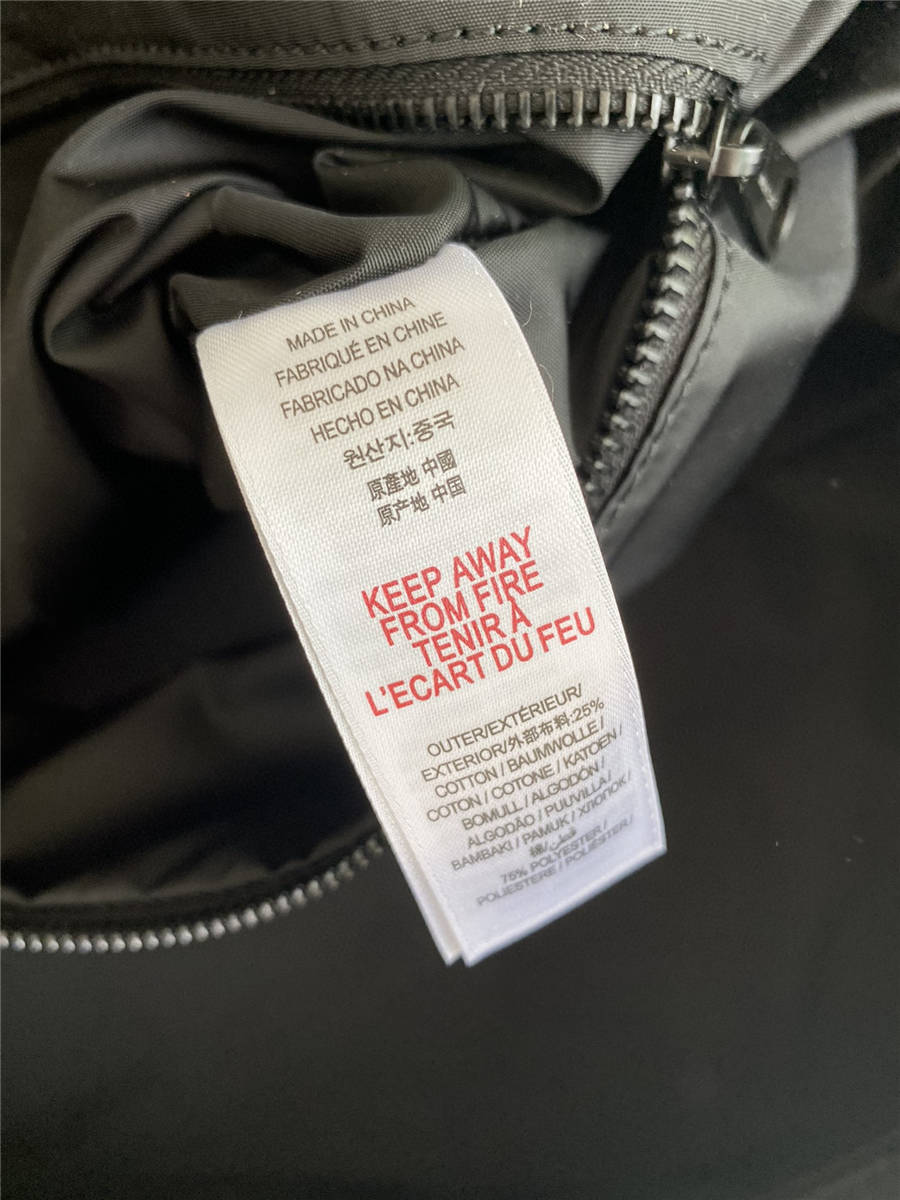 MADE IN CHINA
FABRIQUÉ EN CHINE
FABRICADO NA CHINA
HECHO EN CHINA
원산지:중국
原產地 中國
原产地 中国
KEEP AWAY
FROM FIRE
TENIR À
L'ECART DU FEU
OUTER/EXTÉRIEUR/
EXTERIOR/外部布料:25%
COTTON / BAUMWOLLE /
COTON / COTONE / KATOEN /
BOMULL / ALGODÓN /
ALGODÃO / PUUVILLA /
BAMBAKI / PAMUK / ХЛОПОК /
棉/قطن
75% POLYESTER /
POLIESTERE / POLIÉSTER /